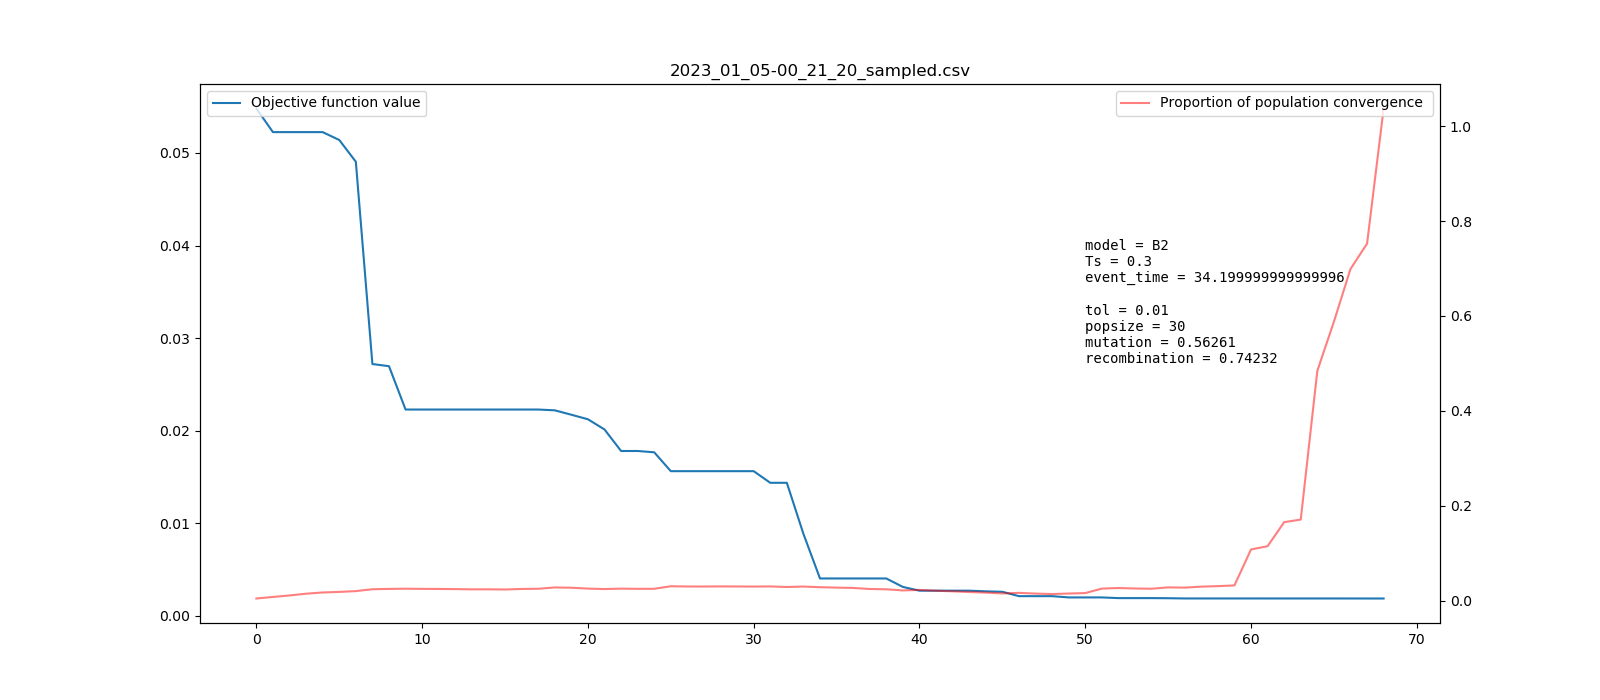 2023_01_05-00_21_20_sampled.csv
Objective function value
Proportion of population convergence
0.05
0.04
0.03
0.02
0.01
0.00
1.0
0.8
0.6
0.4
0.2
0.0
model = B2
Ts = 0.3
event_time = 34.199999999999996
tol = 0.01
popsize = 30
mutation = 0.56261
recombination = 0.74232
0 10 20 30 40 50 60 70